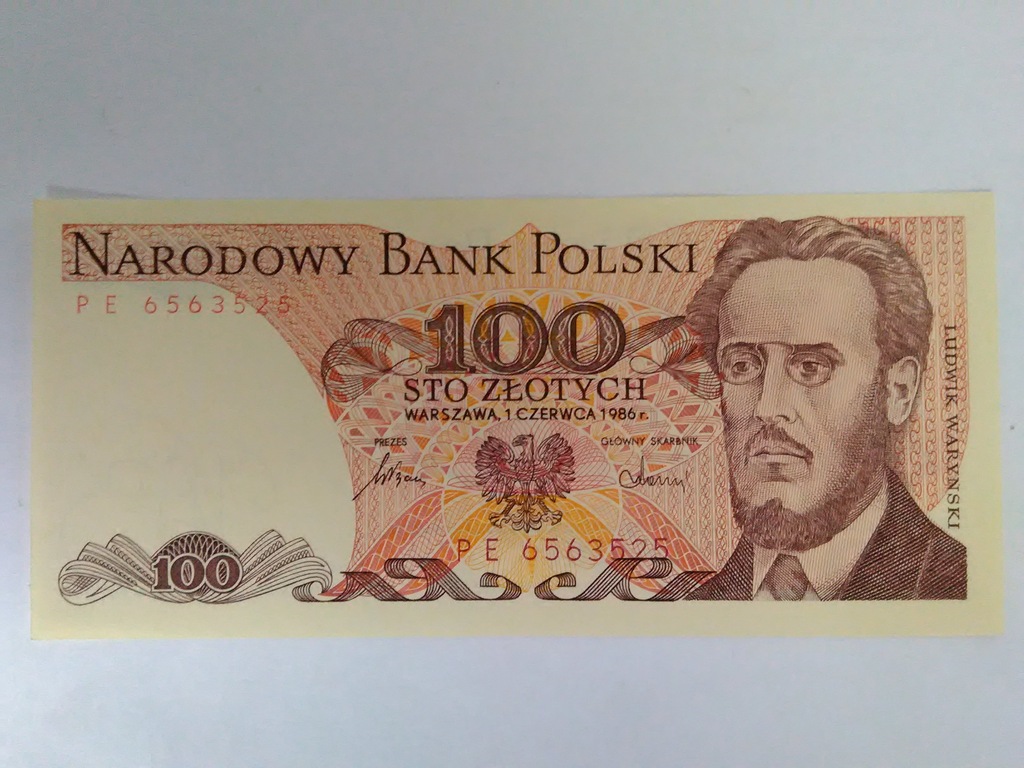 NARODOWY BANK POLSKI
PE 6563525
100
STO ZŁOTYCH
WARSZAWA, 1 CZERWCA 1986 r.
PREZES
GŁÓWNY SKARBNIK
LUDWIK WARYŃSKI
PE 6563525
100